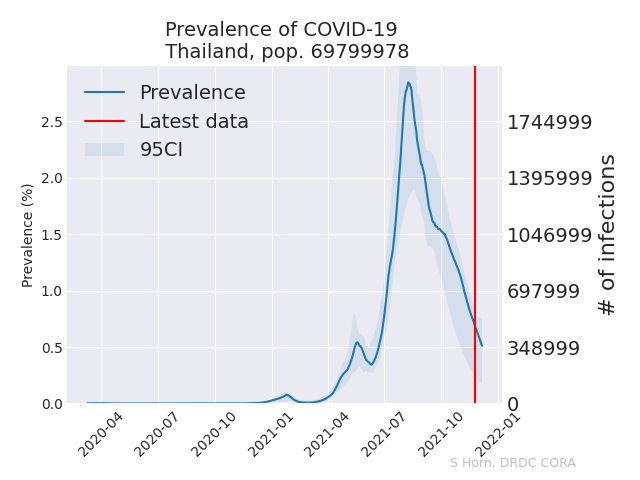 Prevalence of COVID-19
Thailand, pop. 69799978
Prevalence
Latest data
95CI
Prevalence (%)
2.5
2.0
1.5
1.0
0.5
0.0
1744999
1395999
1046999
697999
348999
0
# of infections
2020-04
2020-07
2020-10
2021-01
2021-04
2021-07
2021-10
2022-01
S Horn, DRDC CORA